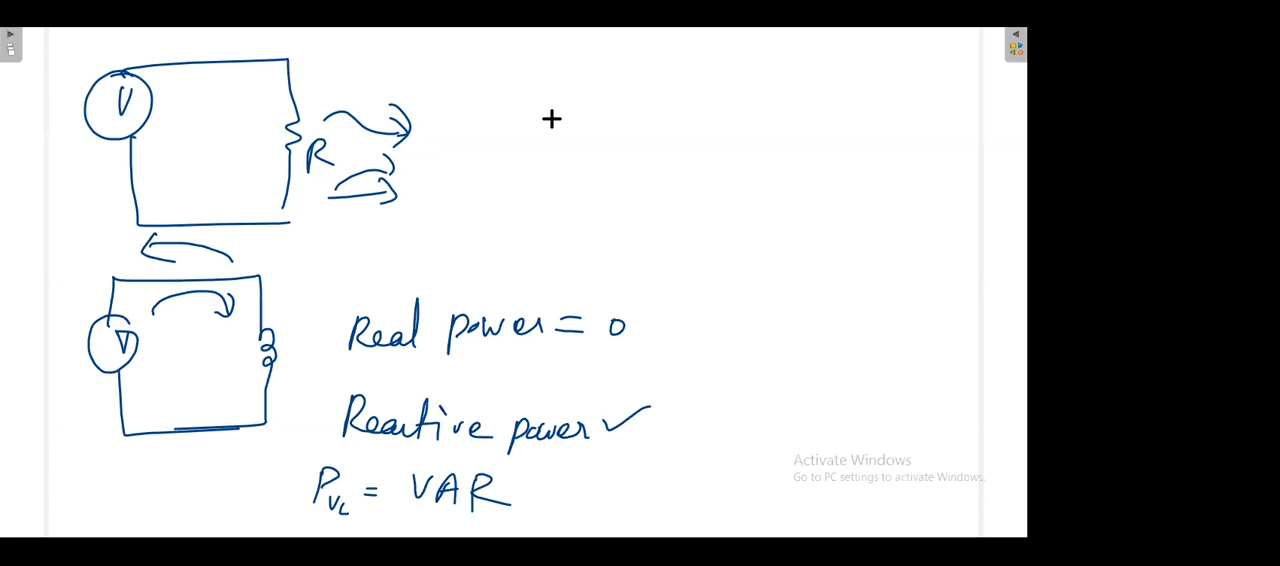 V
R
V
Real power = 0
Reactive power ✓
P_VL = VAR
Activate Windows
Go to PC settings to activate Windows.